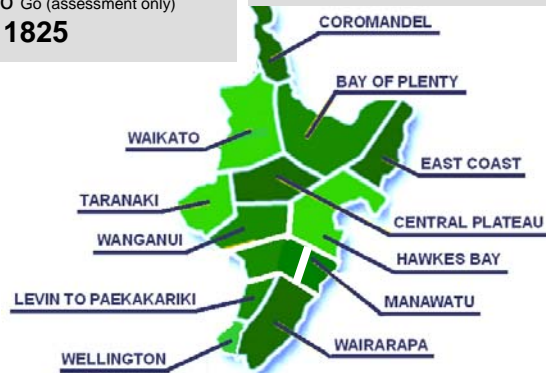 Go (assessment only)
1825
COROMANDEL
BAY OF PLENTY
WAIKATO
EAST COAST
TARANAKI
CENTRAL PLATEAU
WANGANUI
HAWKES BAY
LEVIN TO PAEKAKARIKI
MANAWATU
WAIRARAPA
WELLINGTON